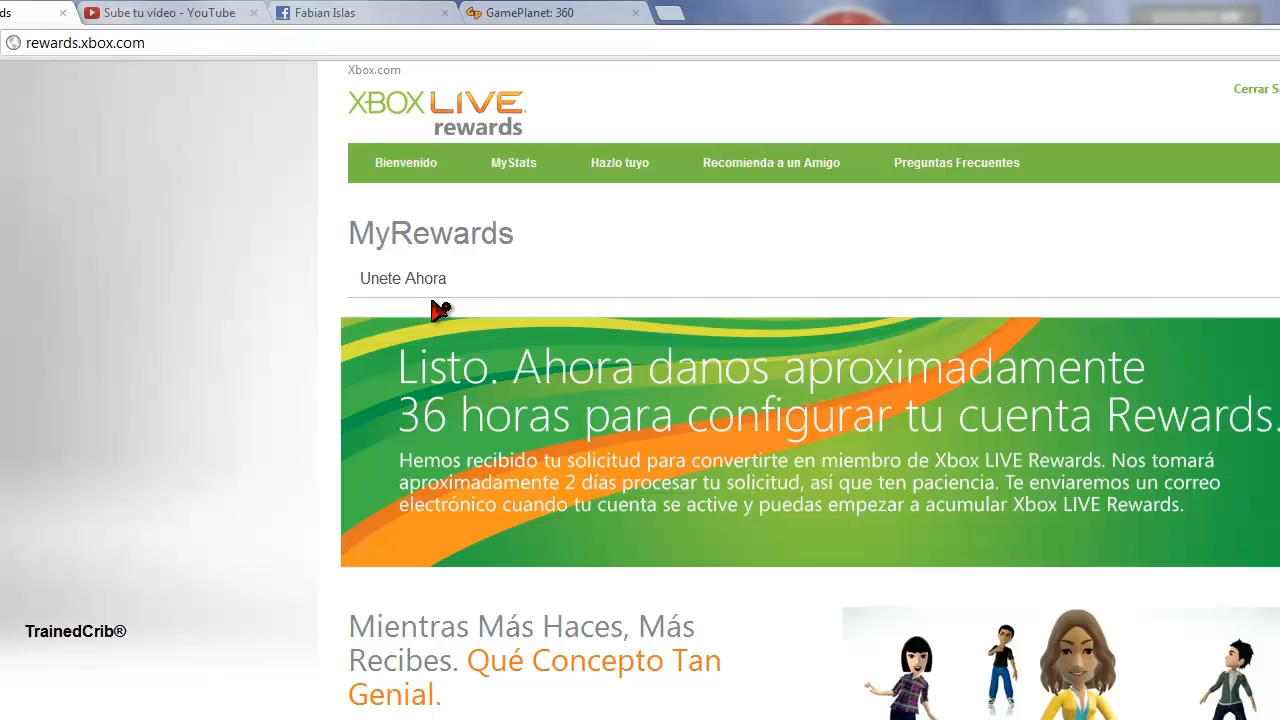 ds
Sube tu vídeo - YouTube
Fabian Islas
GamePlanet: 360
rewards.xbox.com
Xbox.com
Cerrar S
XBOX LIVE
rewards
Bienvenido
MyStats
Hazlo tuyo
Recomienda a un Amigo
Preguntas Frecuentes
MyRewards
Unete Ahora
Listo. Ahora danos aproximadamente
36 horas para configurar tu cuenta Rewards.
Hemos recibido tu solicitud para convertirte en miembro de Xbox LIVE Rewards. Nos tomará
aproximadamente 2 días procesar tu solicitud, así que ten paciencia. Te enviaremos un correo
electrónico cuando tu cuenta se active y puedas empezar a acumular Xbox LIVE Rewards.
TrainedCrib®
Mientras Más Haces, Más
Recibes. Qué Concepto Tan
Genial.